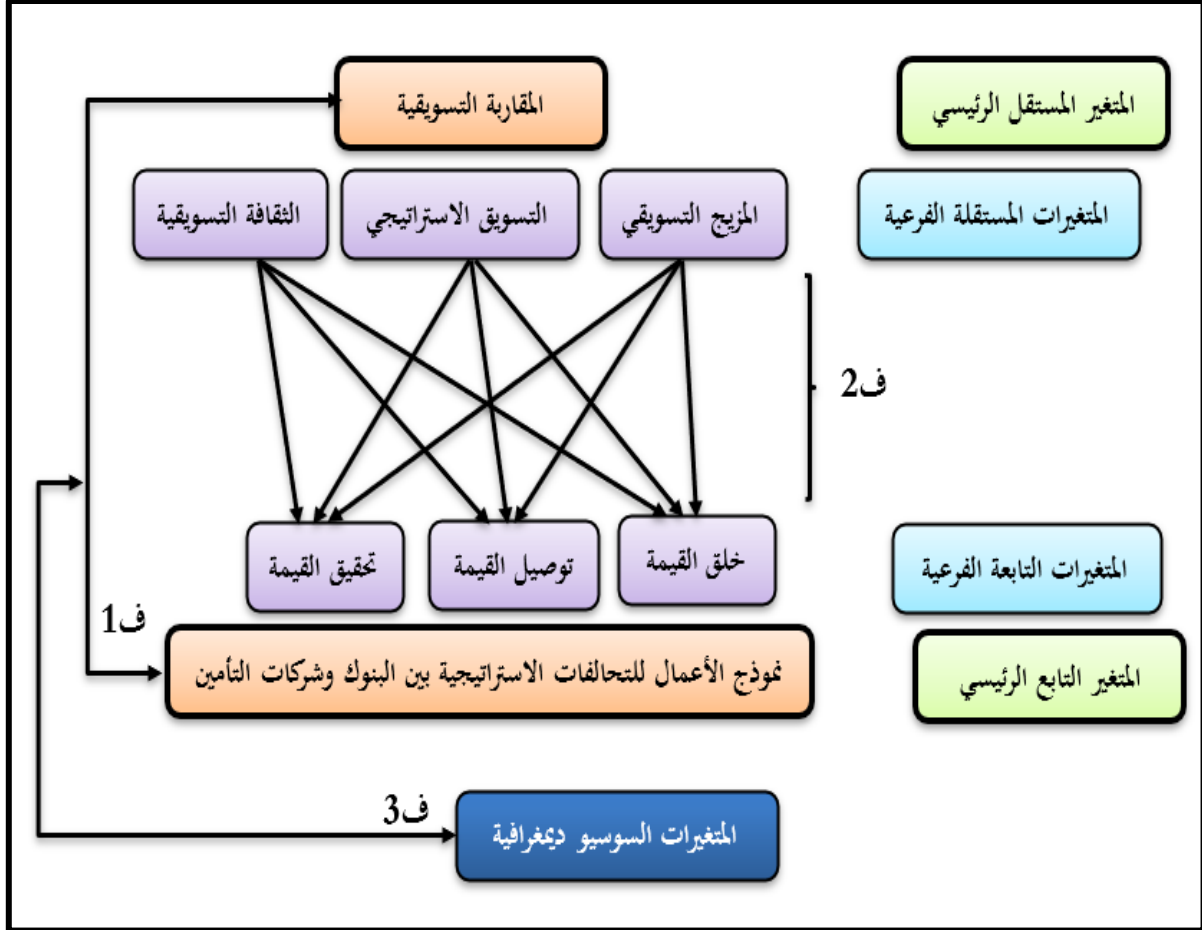 المتغير المستقل الرئيسي
المقاربة التسويقية
المتغيرات المستقلة الفرعية
المزيج التسويقي
التسويق الاستراتيجي
الثقافة التسويقية
ف2
المتغيرات التابعة الفرعية
خلق القيمة
توصيل القيمة
تحقيق القيمة
ف1
المتغير التابع الرئيسي
نموذج الأعمال للتحالفات الاستراتيجية بين البنوك وشركات التأمين
ف3
المتغيرات السوسيو ديمغرافية